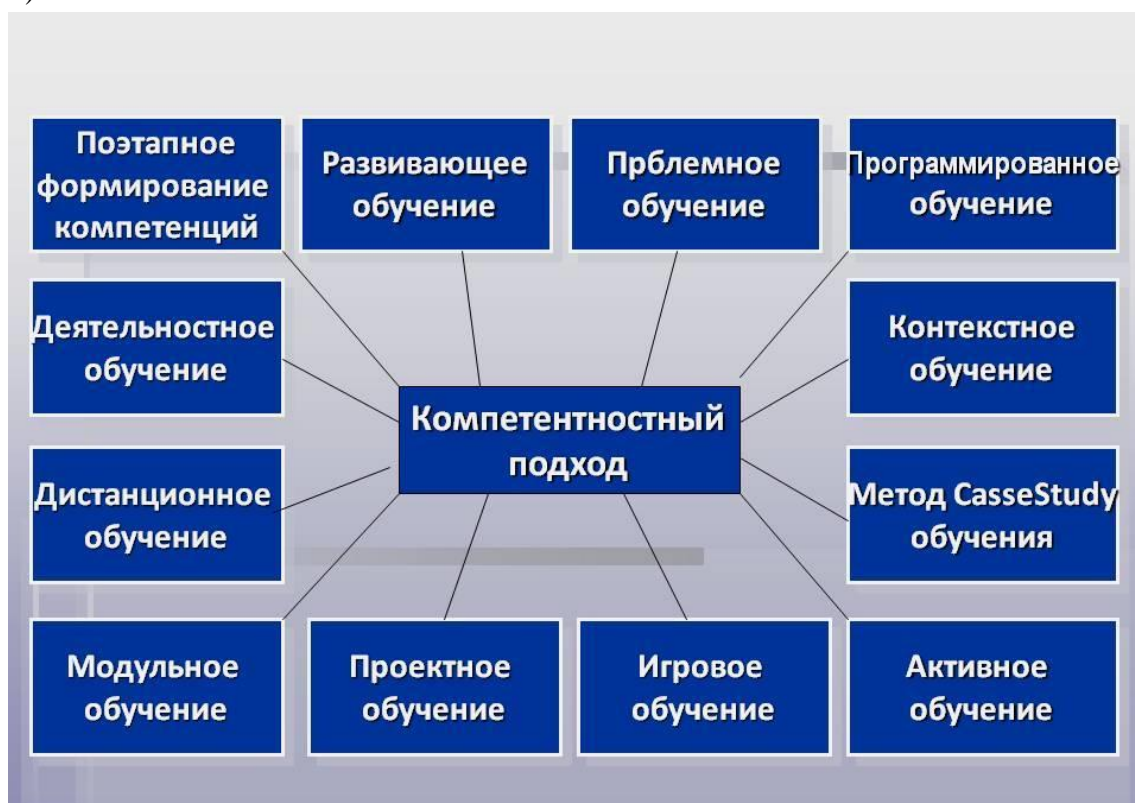 )
Поэтапное
формирование
компетенций
Развивающее
обучение
Прблемное
обучение
Программированное
обучение
Деятельностное
обучение
Контекстное
обучение
Компетентностный
подход
Дистанционное
обучение
Метод CasseStudy
обучения
Модульное
обучение
Проектное
обучение
Игровое
обучение
Активное
обучение